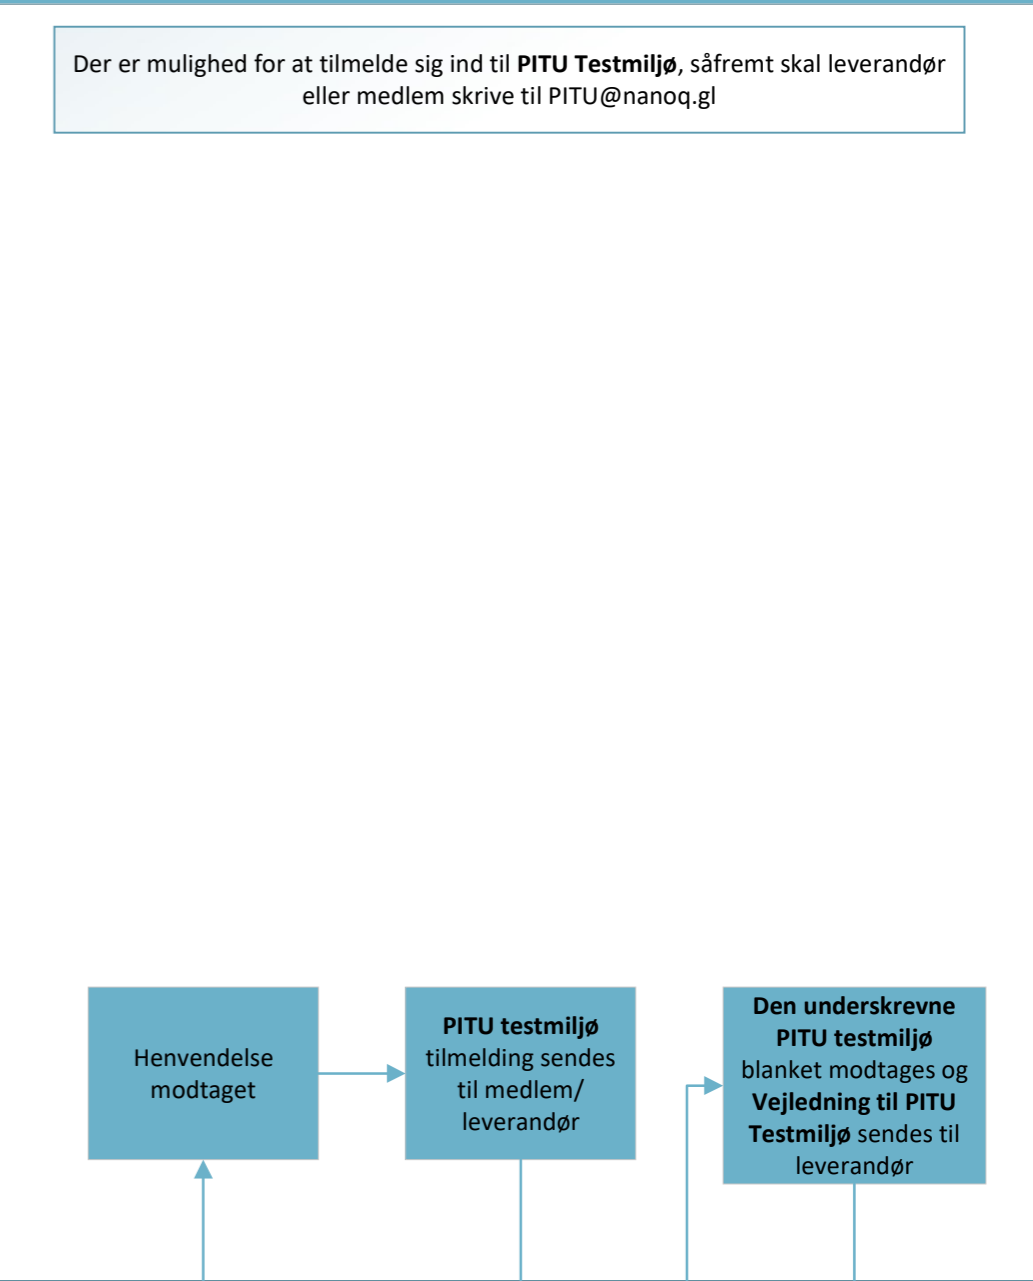 Der er mulighed for at tilmelde sig ind til PITU Testmiljø, såfremt skal leverandør
eller medlem skrive til PITU@nanoq.gl
Henvendelse
modtaget
PITU testmiljø
tilmelding sendes
til medlem/
leverandør
Den underskrevne
PITU testmiljø
blanket modtages og
Vejledning til PITU
Testmiljø sendes til
leverandør